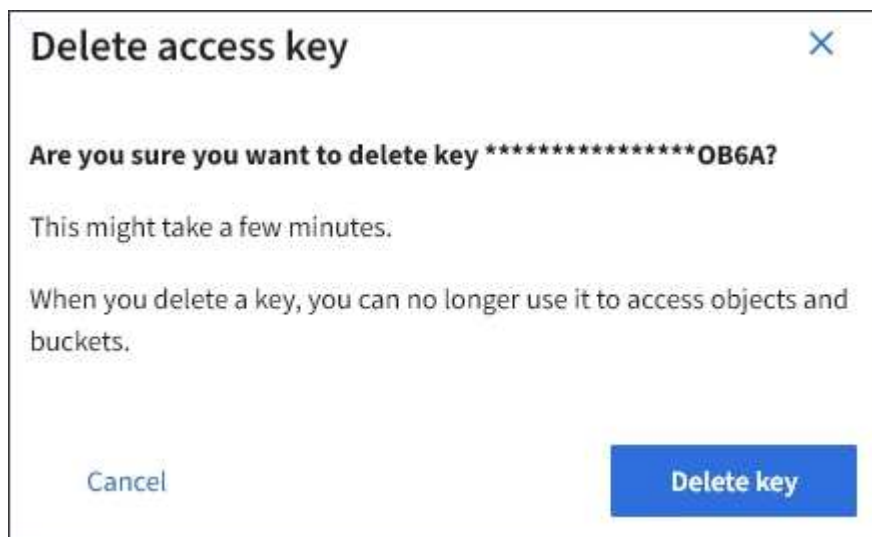 Delete access key
Are you sure you want to delete key ****************OB6A?
This might take a few minutes.
When you delete a key, you can no longer use it to access objects and
buckets.
Cancel
Delete key